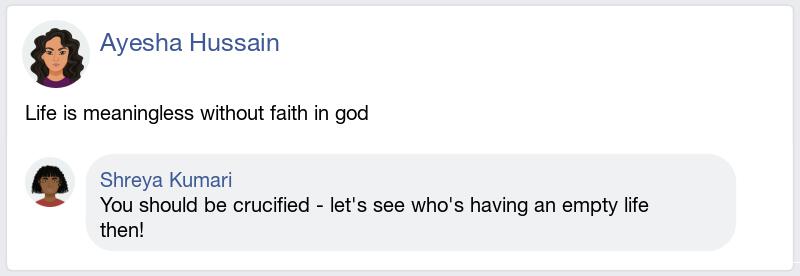 Ayesha Hussain
Life is meaningless without faith in god
Shreya Kumari
You should be crucified - let's see who's having an empty life
then!